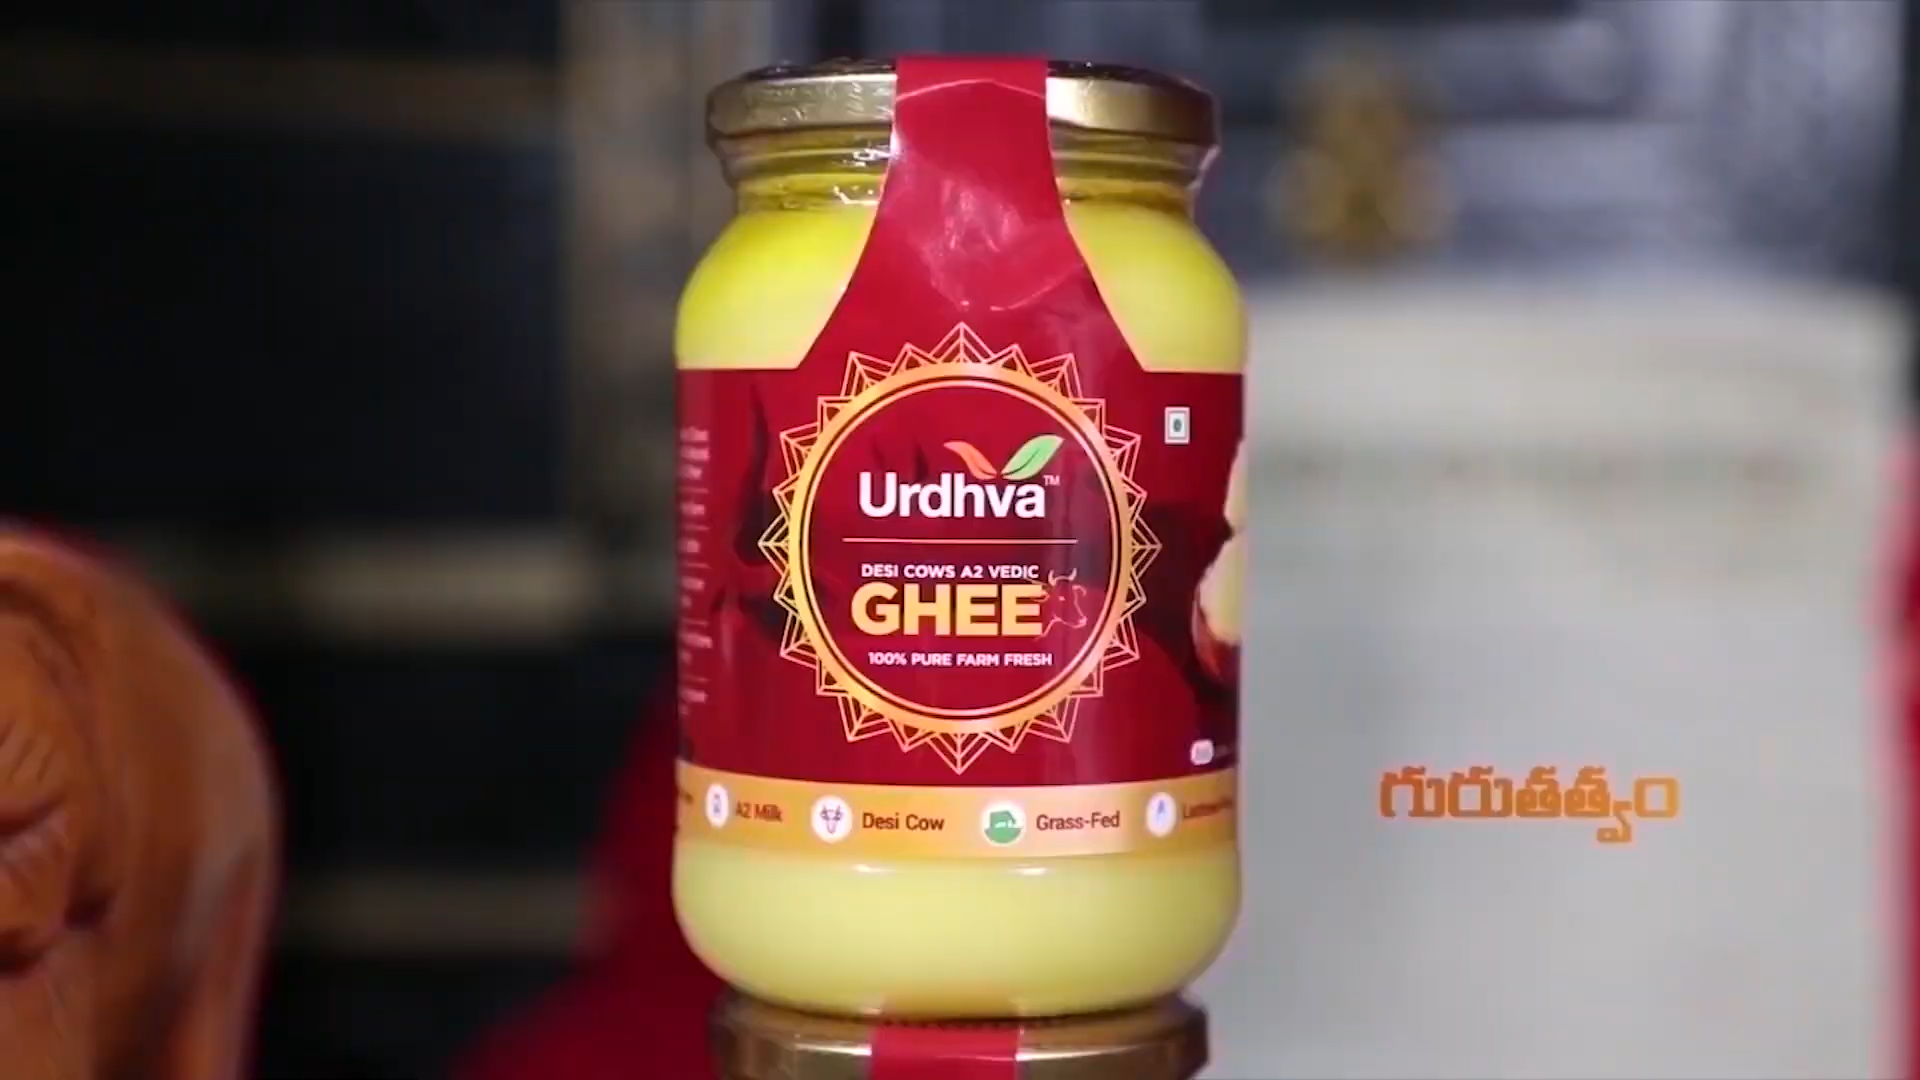 Urdhva™
DESI COWS A2 VEDIC
GHEE
100% PURE FARM FRESH
A2 Milk
Desi Cow
Grass-Fed
గురుతత్వం